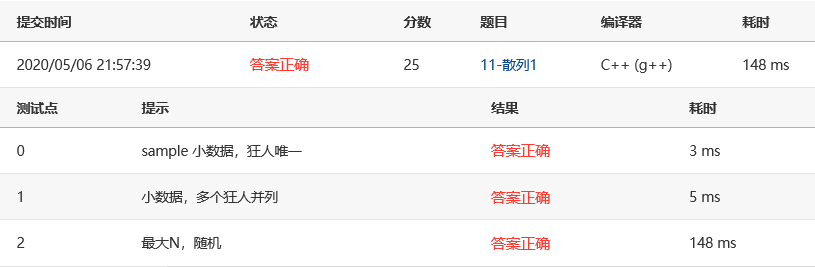 提交时间 状态 分数 题目 编译器 耗时
2020/05/06 21:57:39 答案正确 25 11-散列1 C++ (g++) 148 ms
测试点 提示 结果 耗时
0 sample 小数据，狂人唯一 答案正确 3 ms
1 小数据，多个狂人并列 答案正确 5 ms
2 最大N，随机 答案正确 148 ms